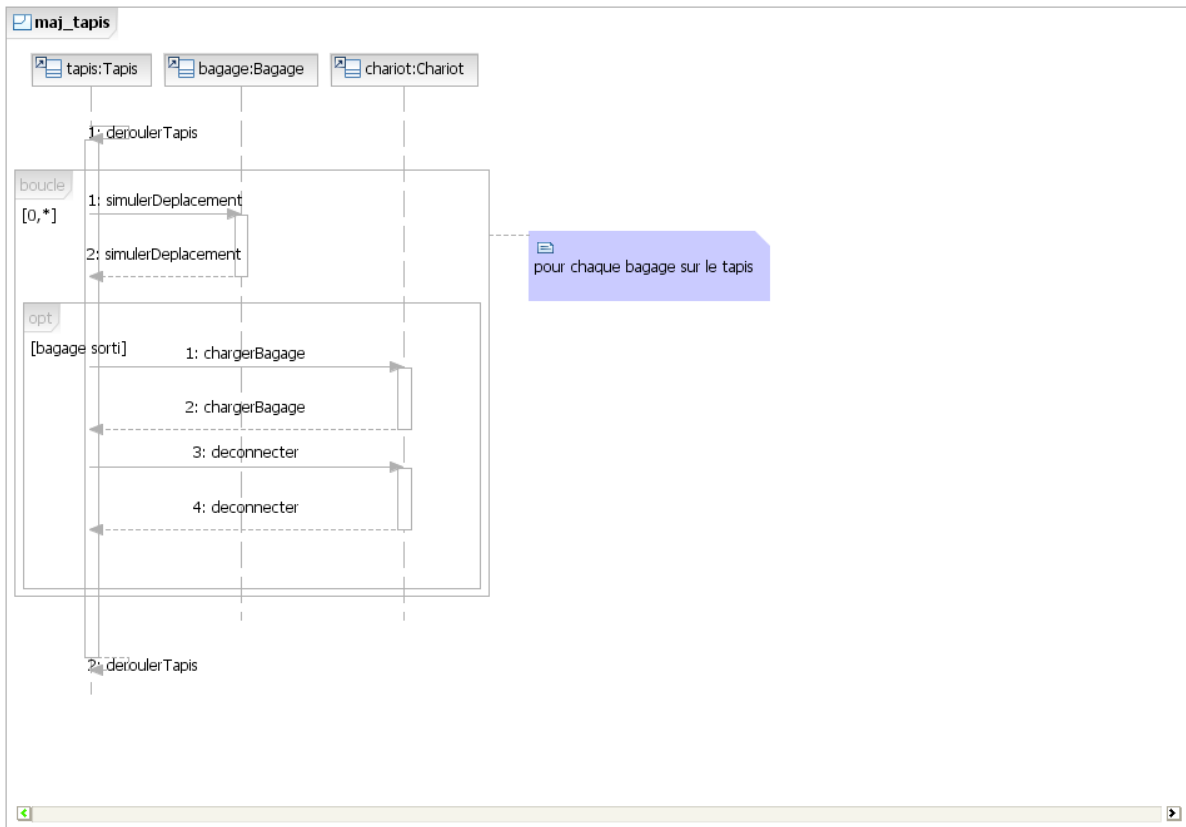 maj_tapis
tapis:Tapis
bagage:Bagage
chariot:Chariot
1: deroulerTapis
boucle
[0,*]
1: simulerDeplacement
2: simulerDeplacement
pour chaque bagage sur le tapis
opt
[bagage sorti]
1: chargerBagage
2: chargerBagage
3: deconnecter
4: deconnecter
2: deroulerTapis